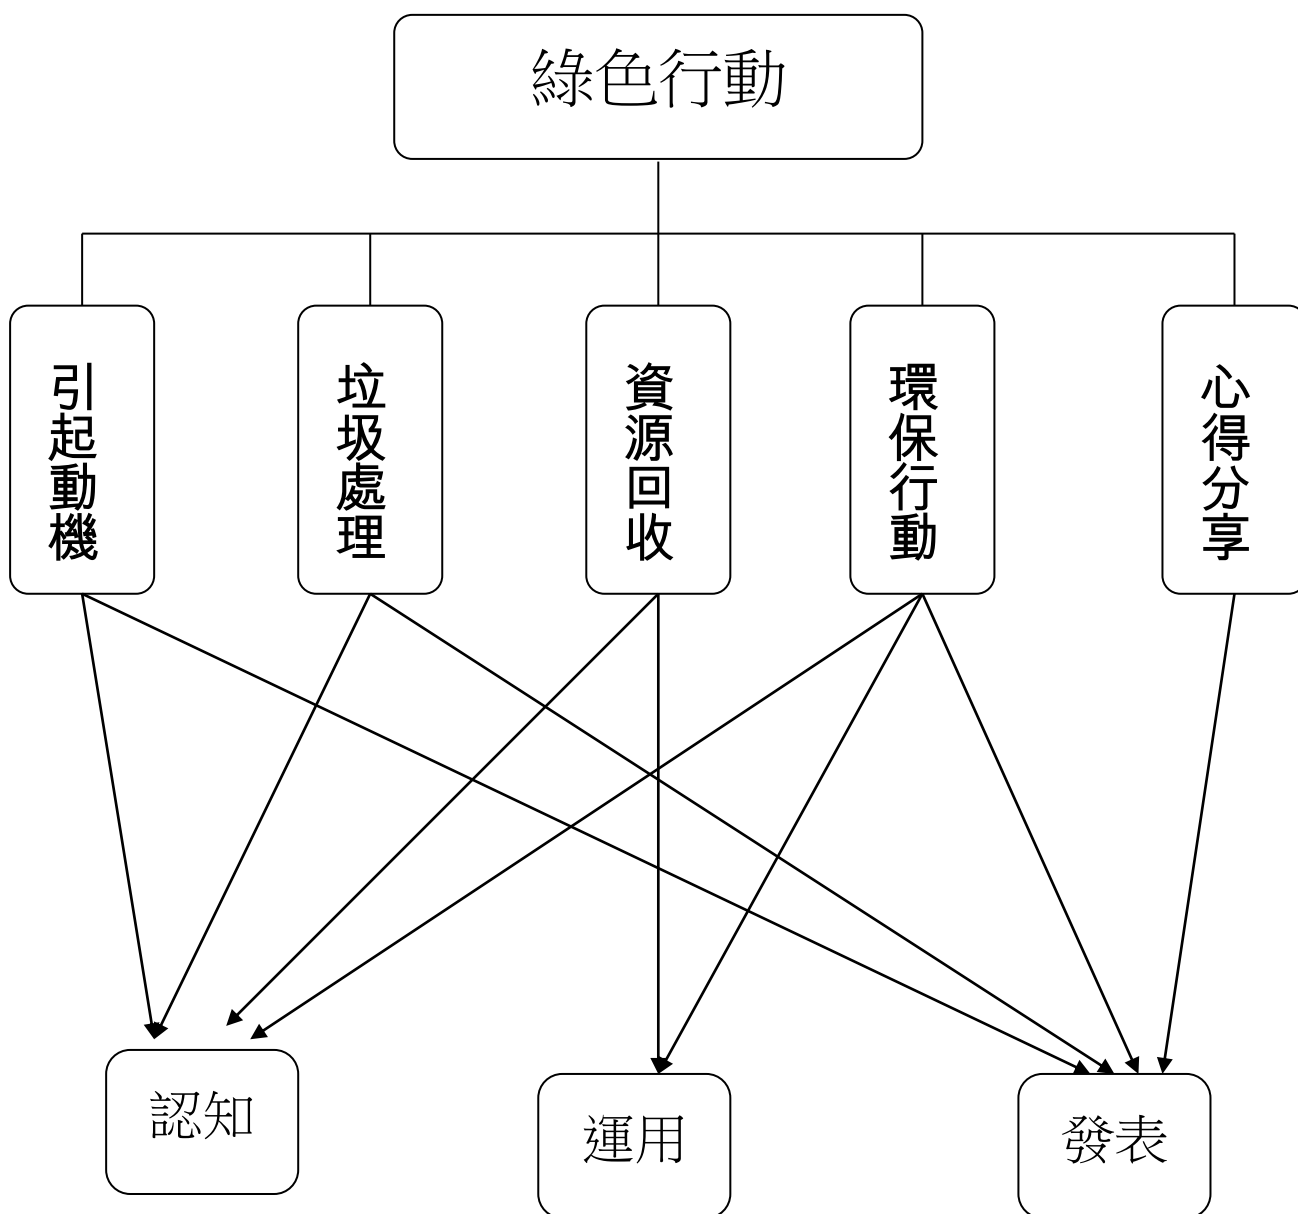 綠色行動
引起動機
垃圾處理
資源回收
環保行動
心得分享
認知
運用
發表